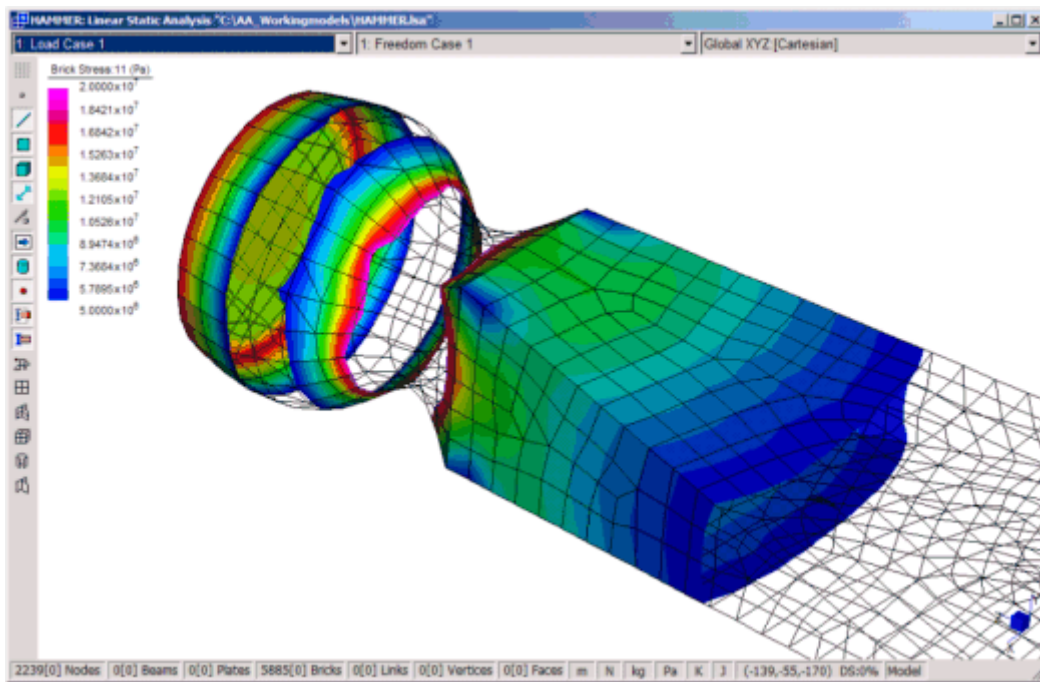 HAMMER: Linear Static Analysis "C:\AA_Workingmodels\HAMMER.lsa"
1: Load Case 1 1: Freedom Case 1 Global XYZ:[Cartesian]
Brick Stress:11 (Pa)
2.0000x10⁷
1.8421x10⁷
1.6842x10⁷
1.5263x10⁷
1.3684x10⁷
1.2105x10⁷
1.0526x10⁷
8.9474x10⁶
7.3684x10⁶
5.7895x10⁶
5.0000x10⁶
2239[0] Nodes 0[0] Beams 0[0] Plates 5885[0] Bricks 0[0] Links 0[0] Vertices 0[0] Faces m N kg Pa K J (-139,-55,-170) DS:0% Model